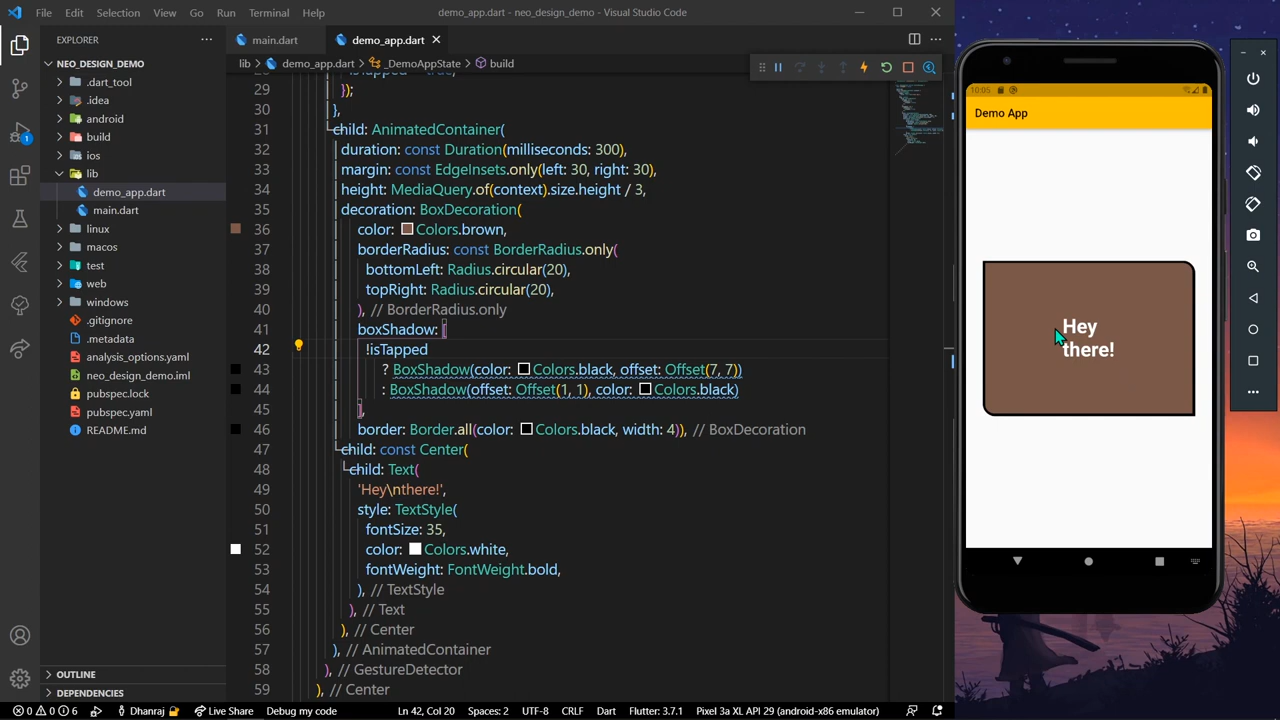 File Edit Selection View Go Run Terminal Help
demo_app.dart - neo_design_demo - Visual Studio Code
EXPLORER
main.dart
demo_app.dart
NEO_DESIGN_DEMO
.dart_tool
.idea
android
build
ios
lib
demo_app.dart
main.dart
linux
macos
test
web
windows
.gitignore
.metadata
analysis_options.yaml
neo_design_demo.iml
pubspec.lock
pubspec.yaml
README.md
OUTLINE
DEPENDENCIES
1
lib > demo_app.dart > _DemoAppState > build
29 });
30 },
31 child: AnimatedContainer(
32 duration: const Duration(milliseconds: 300),
33 margin: const EdgeInsets.only(left: 30, right: 30),
34 height: MediaQuery.of(context).size.height / 3,
35 decoration: BoxDecoration(
36 color: Colors.brown,
37 borderRadius: const BorderRadius.only(
38 bottomLeft: Radius.circular(20),
39 topRight: Radius.circular(20),
40 ), // BorderRadius.only
41 boxShadow: [
42 !isTapped
43 ? BoxShadow(color: Colors.black, offset: Offset(7, 7))
44 : BoxShadow(offset: Offset(1, 1), color: Colors.black)
45 ],
46 border: Border.all(color: Colors.black, width: 4)), // BoxDecoration
47 child: const Center(
48 child: Text(
49 'Hey\nthere!',
50 style: TextStyle(
51 fontSize: 35,
52 color: Colors.white,
53 fontWeight: FontWeight.bold,
54 ), // TextStyle
55 ), // Text
56 ), // Center
57 ), // AnimatedContainer
58 ), // GestureDetector
59 ), // Center
0 0 6 Dhanraj Live Share Debug my code Ln 42, Col 20 Spaces: 2 UTF-8 CRLF Dart Flutter: 3.7.1 Pixel 3a XL API 29 (android-x86 emulator)
10:05
Demo App
Hey
there!